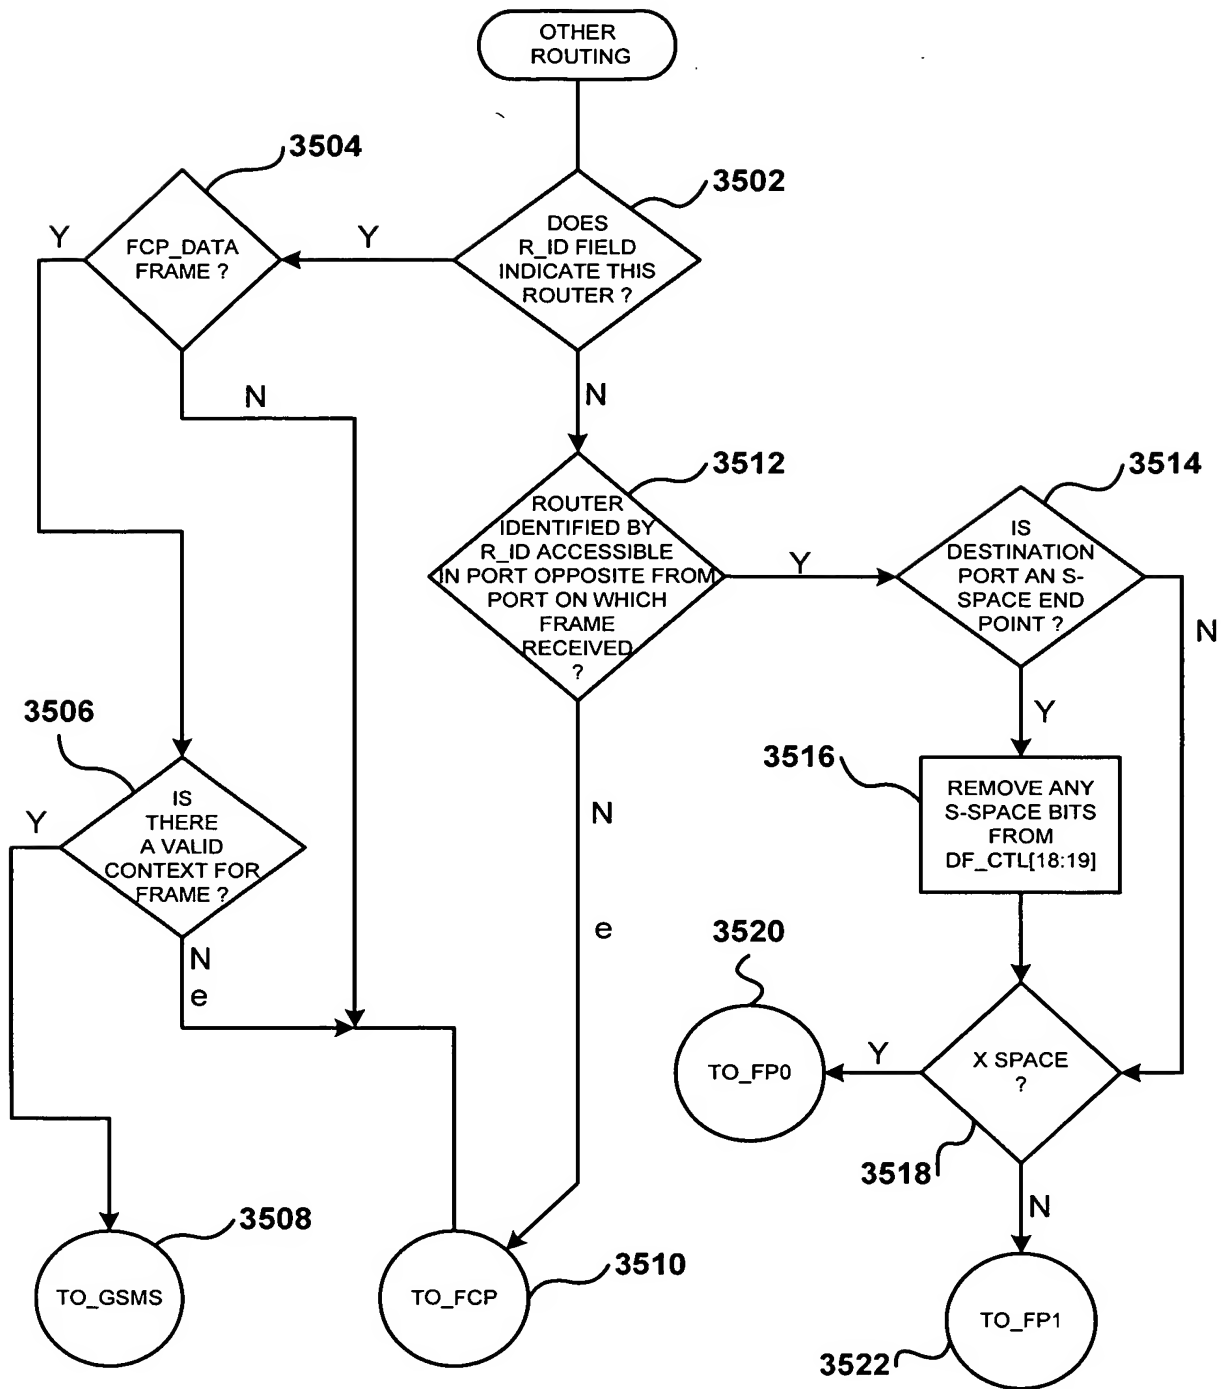 OTHER
ROUTING
3504
3502
Y
FCP_DATA
FRAME ?
Y
DOES
R_ID FIELD
INDICATE THIS
ROUTER ?
N
N
3512
ROUTER
IDENTIFIED BY
R_ID ACCESSIBLE
IN PORT OPPOSITE FROM
PORT ON WHICH
FRAME
RECEIVED
?
Y
3514
IS
DESTINATION
PORT AN S-
SPACE END
POINT ?
N
Y
3506
Y
IS
THERE
A VALID
CONTEXT FOR
FRAME ?
N
e
N
e
3516
REMOVE ANY
S-SPACE BITS
FROM
DF_CTL[18:19]
3520
TO_FP0
Y
X SPACE
?
3518
N
3508
TO_GSMS
3510
TO_FCP
TO_FP1
3522